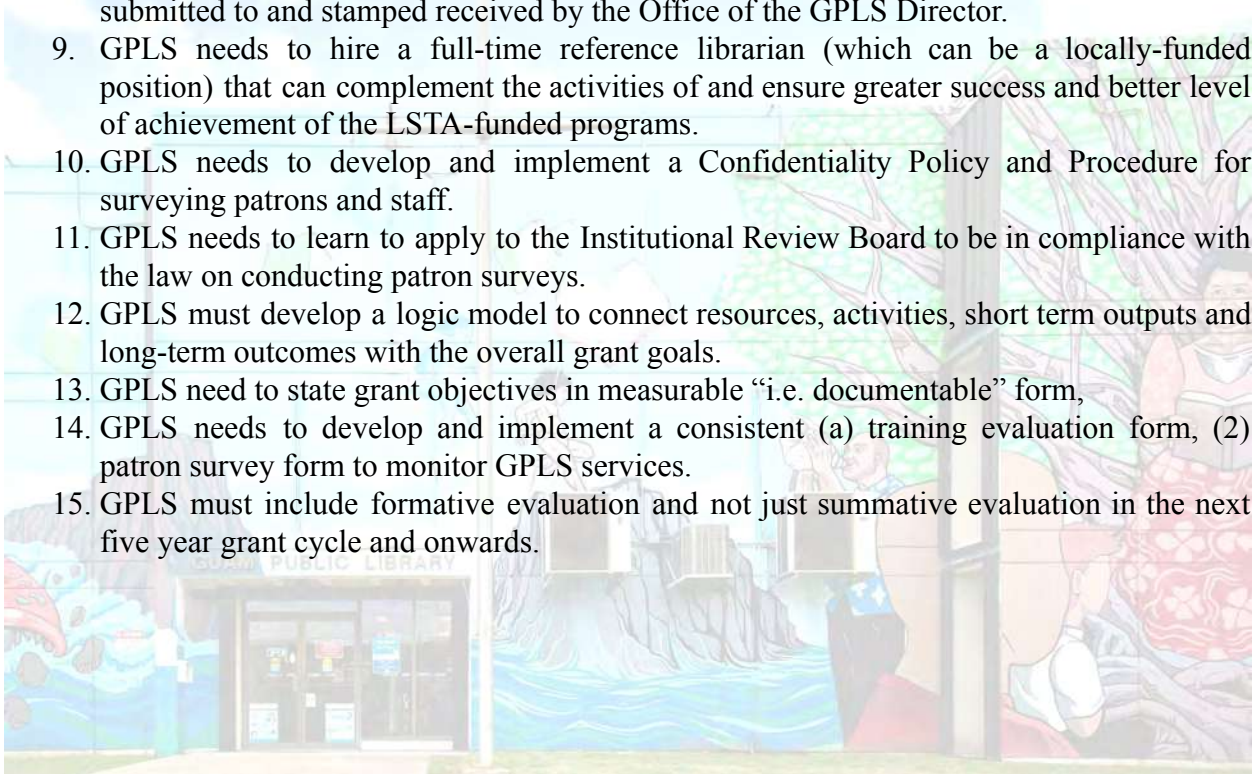 submitted to and stamped received by the Office of the GPLS Director.
9. GPLS needs to hire a full-time reference librarian (which can be a locally-funded
position) that can complement the activities of and ensure greater success and better level
of achievement of the LSTA-funded programs.
10. GPLS needs to develop and implement a Confidentiality Policy and Procedure for
surveying patrons and staff.
11. GPLS needs to learn to apply to the Institutional Review Board to be in compliance with
the law on conducting patron surveys.
12. GPLS must develop a logic model to connect resources, activities, short term outputs and
long-term outcomes with the overall grant goals.
13. GPLS need to state grant objectives in measurable “i.e. documentable” form,
14. GPLS needs to develop and implement a consistent (a) training evaluation form, (2)
patron survey form to monitor GPLS services.
15. GPLS must include formative evaluation and not just summative evaluation in the next
five year grant cycle and onwards.
GUAM PUBLIC LIBRARY